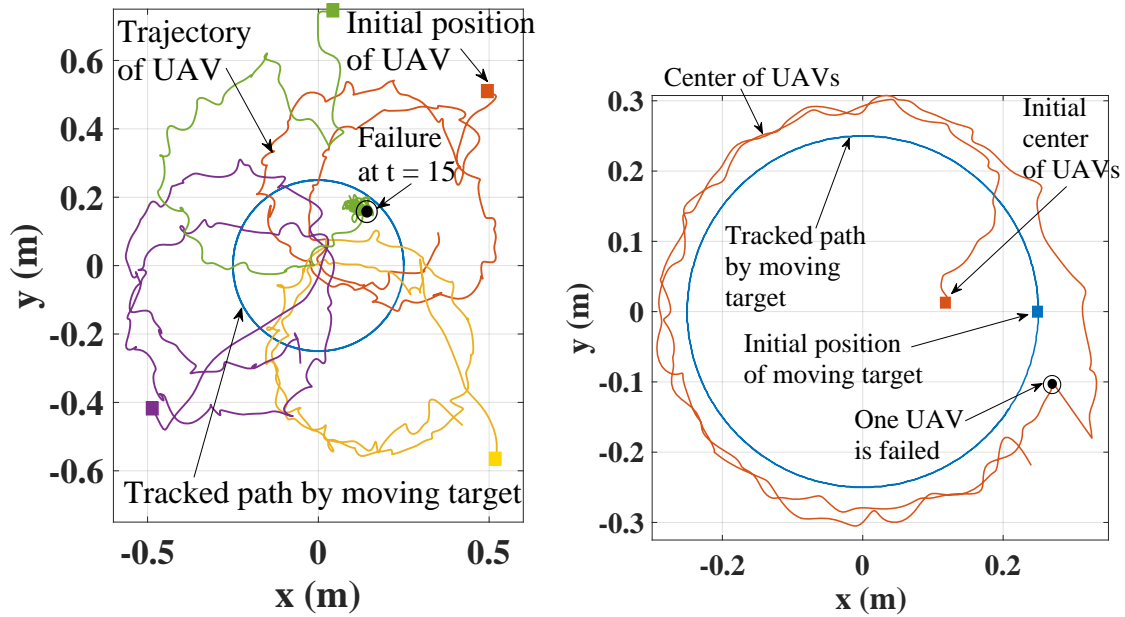 Trajectory
of UAV
Initial position
of UAV
Failure
at t = 15
Tracked path by moving target
0.6
0.4
0.2
0
-0.2
-0.4
-0.6
y (m)
-0.5
0
0.5
x (m)
Center of UAVs
Initial
center
of UAVs
Tracked path
by moving
target
Initial position
of moving target
One UAV
is failed
0.3
0.2
0.1
0
-0.1
-0.2
-0.3
y (m)
-0.2
0
0.2
x (m)